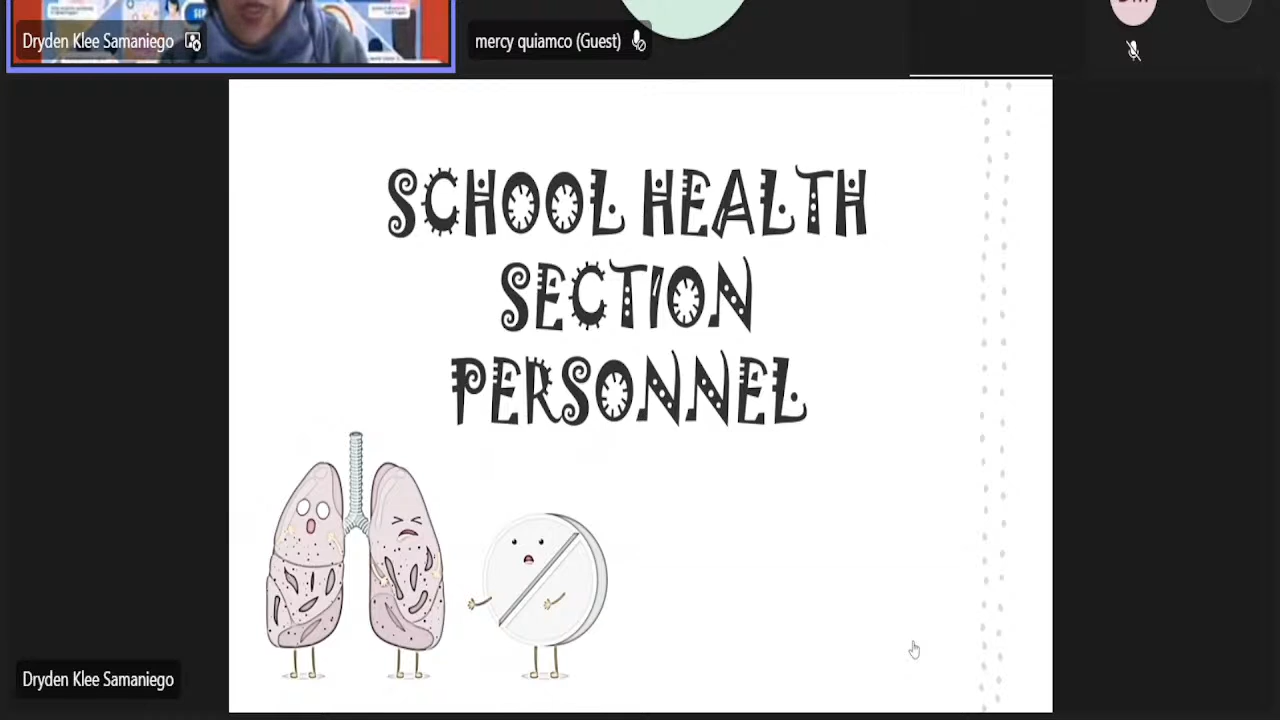 Dryden Klee Samaniego
mercy quiamco (Guest)
SCHOOL HEALTH
SECTION
PERSONNEL
Dryden Klee Samaniego